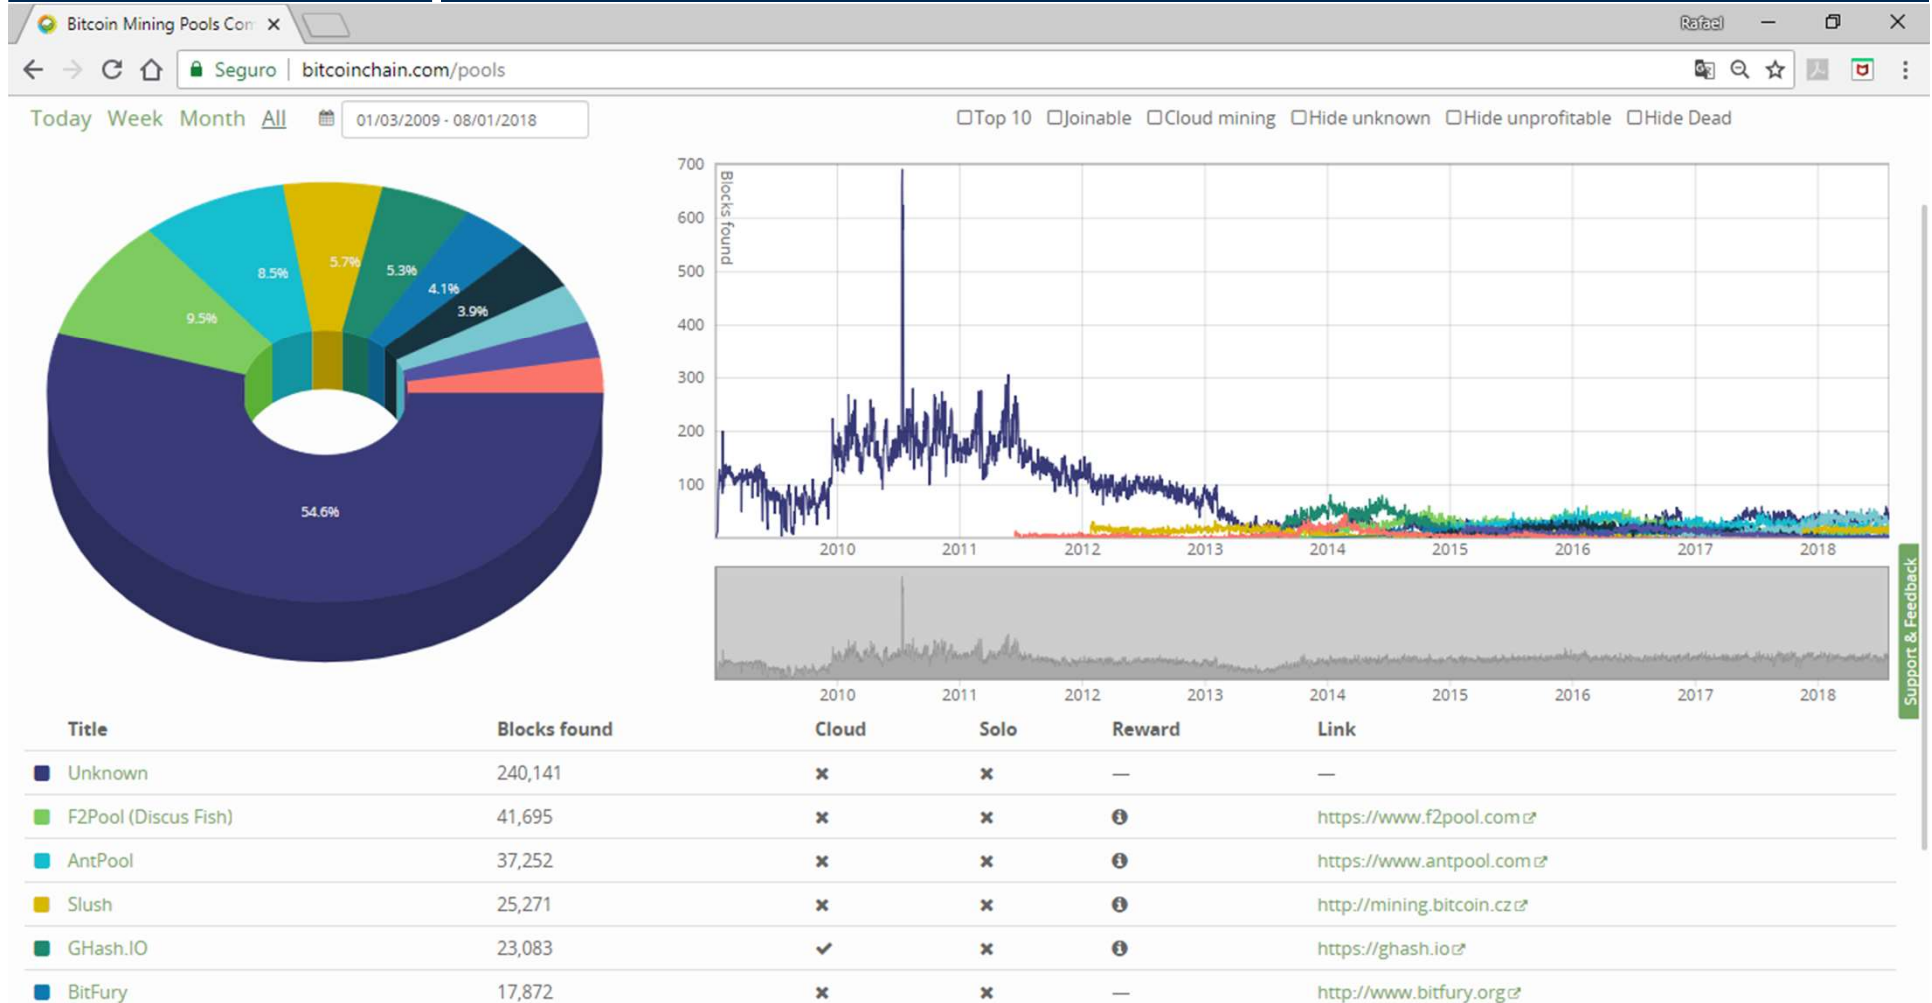 Bitcoin Mining Pools Com
Rafael
Seguro | bitcoinchain.com/pools
Today Week Month All 01/03/2009 - 08/01/2018
Top 10 Joinable Cloud mining Hide unknown Hide unprofitable Hide Dead
9.5%
8.5%
5.7%
5.3%
4.1%
3.9%
54.6%
Blocks found
700
600
500
400
300
200
100
2010 2011 2012 2013 2014 2015 2016 2017 2018
2010 2011 2012 2013 2014 2015 2016 2017 2018
Support & Feedback
Title Blocks found Cloud Solo Reward Link
Unknown 240,141 — —
F2Pool (Discus Fish) 41,695 https://www.f2pool.com
AntPool 37,252 https://www.antpool.com
Slush 25,271 http://mining.bitcoin.cz
GHash.IO 23,083 https://ghash.io
BitFury 17,872 — http://www.bitfury.org